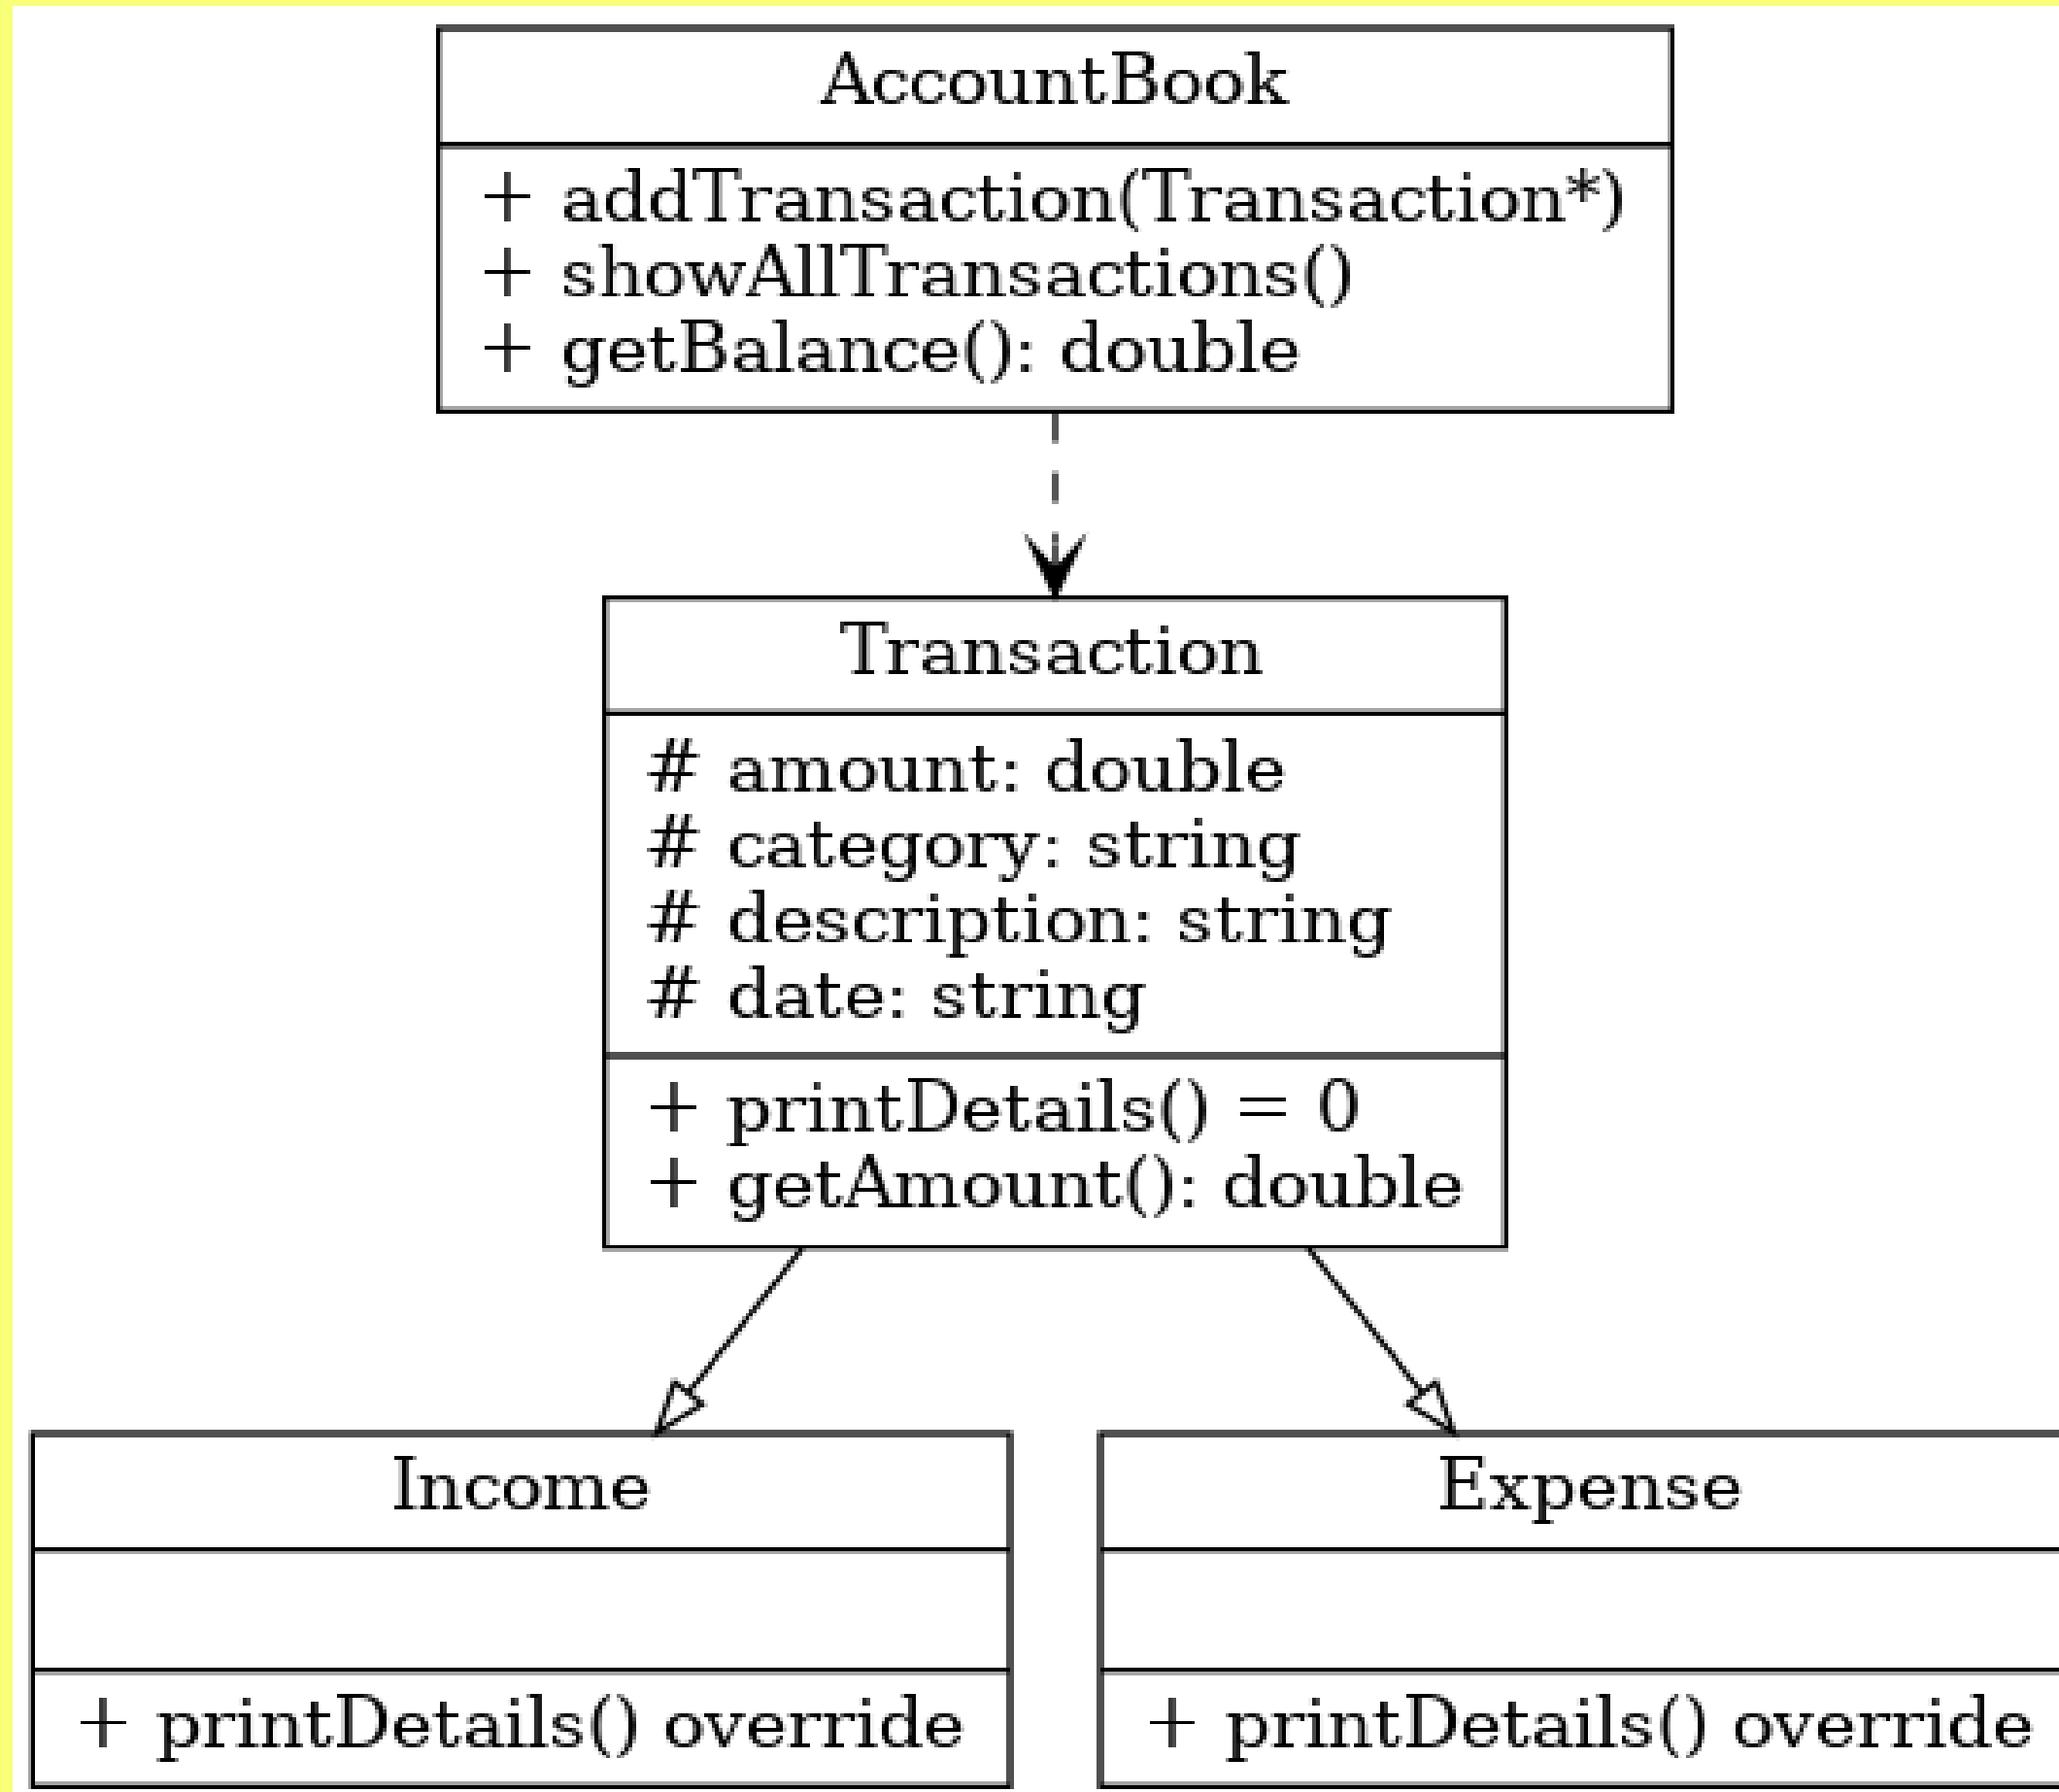 AccountBook
+ addTransaction(Transaction*)
+ showAllTransactions()
+ getBalance(): double
Transaction
# amount: double
# category: string
# description: string
# date: string
+ printDetails() = 0
+ getAmount(): double
Income
+ printDetails() override
Expense
+ printDetails() override